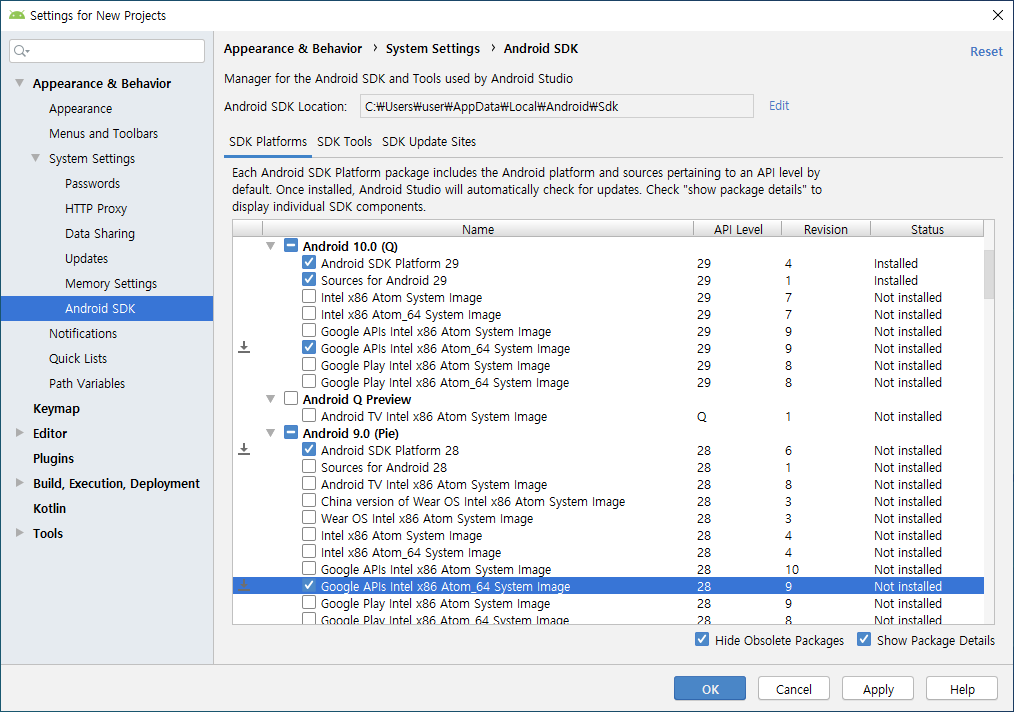 Settings for New Projects
Appearance & Behavior
Appearance
Menus and Toolbars
System Settings
Passwords
HTTP Proxy
Data Sharing
Updates
Memory Settings
Android SDK
Notifications
Quick Lists
Path Variables
Keymap
Editor
Plugins
Build, Execution, Deployment
Kotlin
Tools
Appearance & Behavior › System Settings › Android SDK
Reset
Manager for the Android SDK and Tools used by Android Studio
Android SDK Location: C:₩Users₩user₩AppData₩Local₩Android₩Sdk Edit
SDK Platforms SDK Tools SDK Update Sites
Each Android SDK Platform package includes the Android platform and sources pertaining to an API level by
default. Once installed, Android Studio will automatically check for updates. Check "show package details" to
display individual SDK components.
Name API Level Revision Status
Android 10.0 (Q)
Android SDK Platform 29 29 4 Installed
Sources for Android 29 29 1 Installed
Intel x86 Atom System Image 29 7 Not installed
Intel x86 Atom_64 System Image 29 7 Not installed
Google APIs Intel x86 Atom System Image 29 9 Not installed
Google APIs Intel x86 Atom_64 System Image 29 9 Not installed
Google Play Intel x86 Atom System Image 29 8 Not installed
Google Play Intel x86 Atom_64 System Image 29 8 Not installed
Android Q Preview
Android TV Intel x86 Atom System Image Q 1 Not installed
Android 9.0 (Pie)
Android SDK Platform 28 28 6 Not installed
Sources for Android 28 28 1 Not installed
Android TV Intel x86 Atom System Image 28 8 Not installed
China version of Wear OS Intel x86 Atom System Image 28 3 Not installed
Wear OS Intel x86 Atom System Image 28 3 Not installed
Intel x86 Atom System Image 28 4 Not installed
Intel x86 Atom_64 System Image 28 4 Not installed
Google APIs Intel x86 Atom System Image 28 10 Not installed
Google APIs Intel x86 Atom_64 System Image 28 9 Not installed
Google Play Intel x86 Atom System Image 28 9 Not installed
Google Play Intel x86 Atom_64 System Image 28 8 Not installed
Hide Obsolete Packages Show Package Details
OK Cancel Apply Help